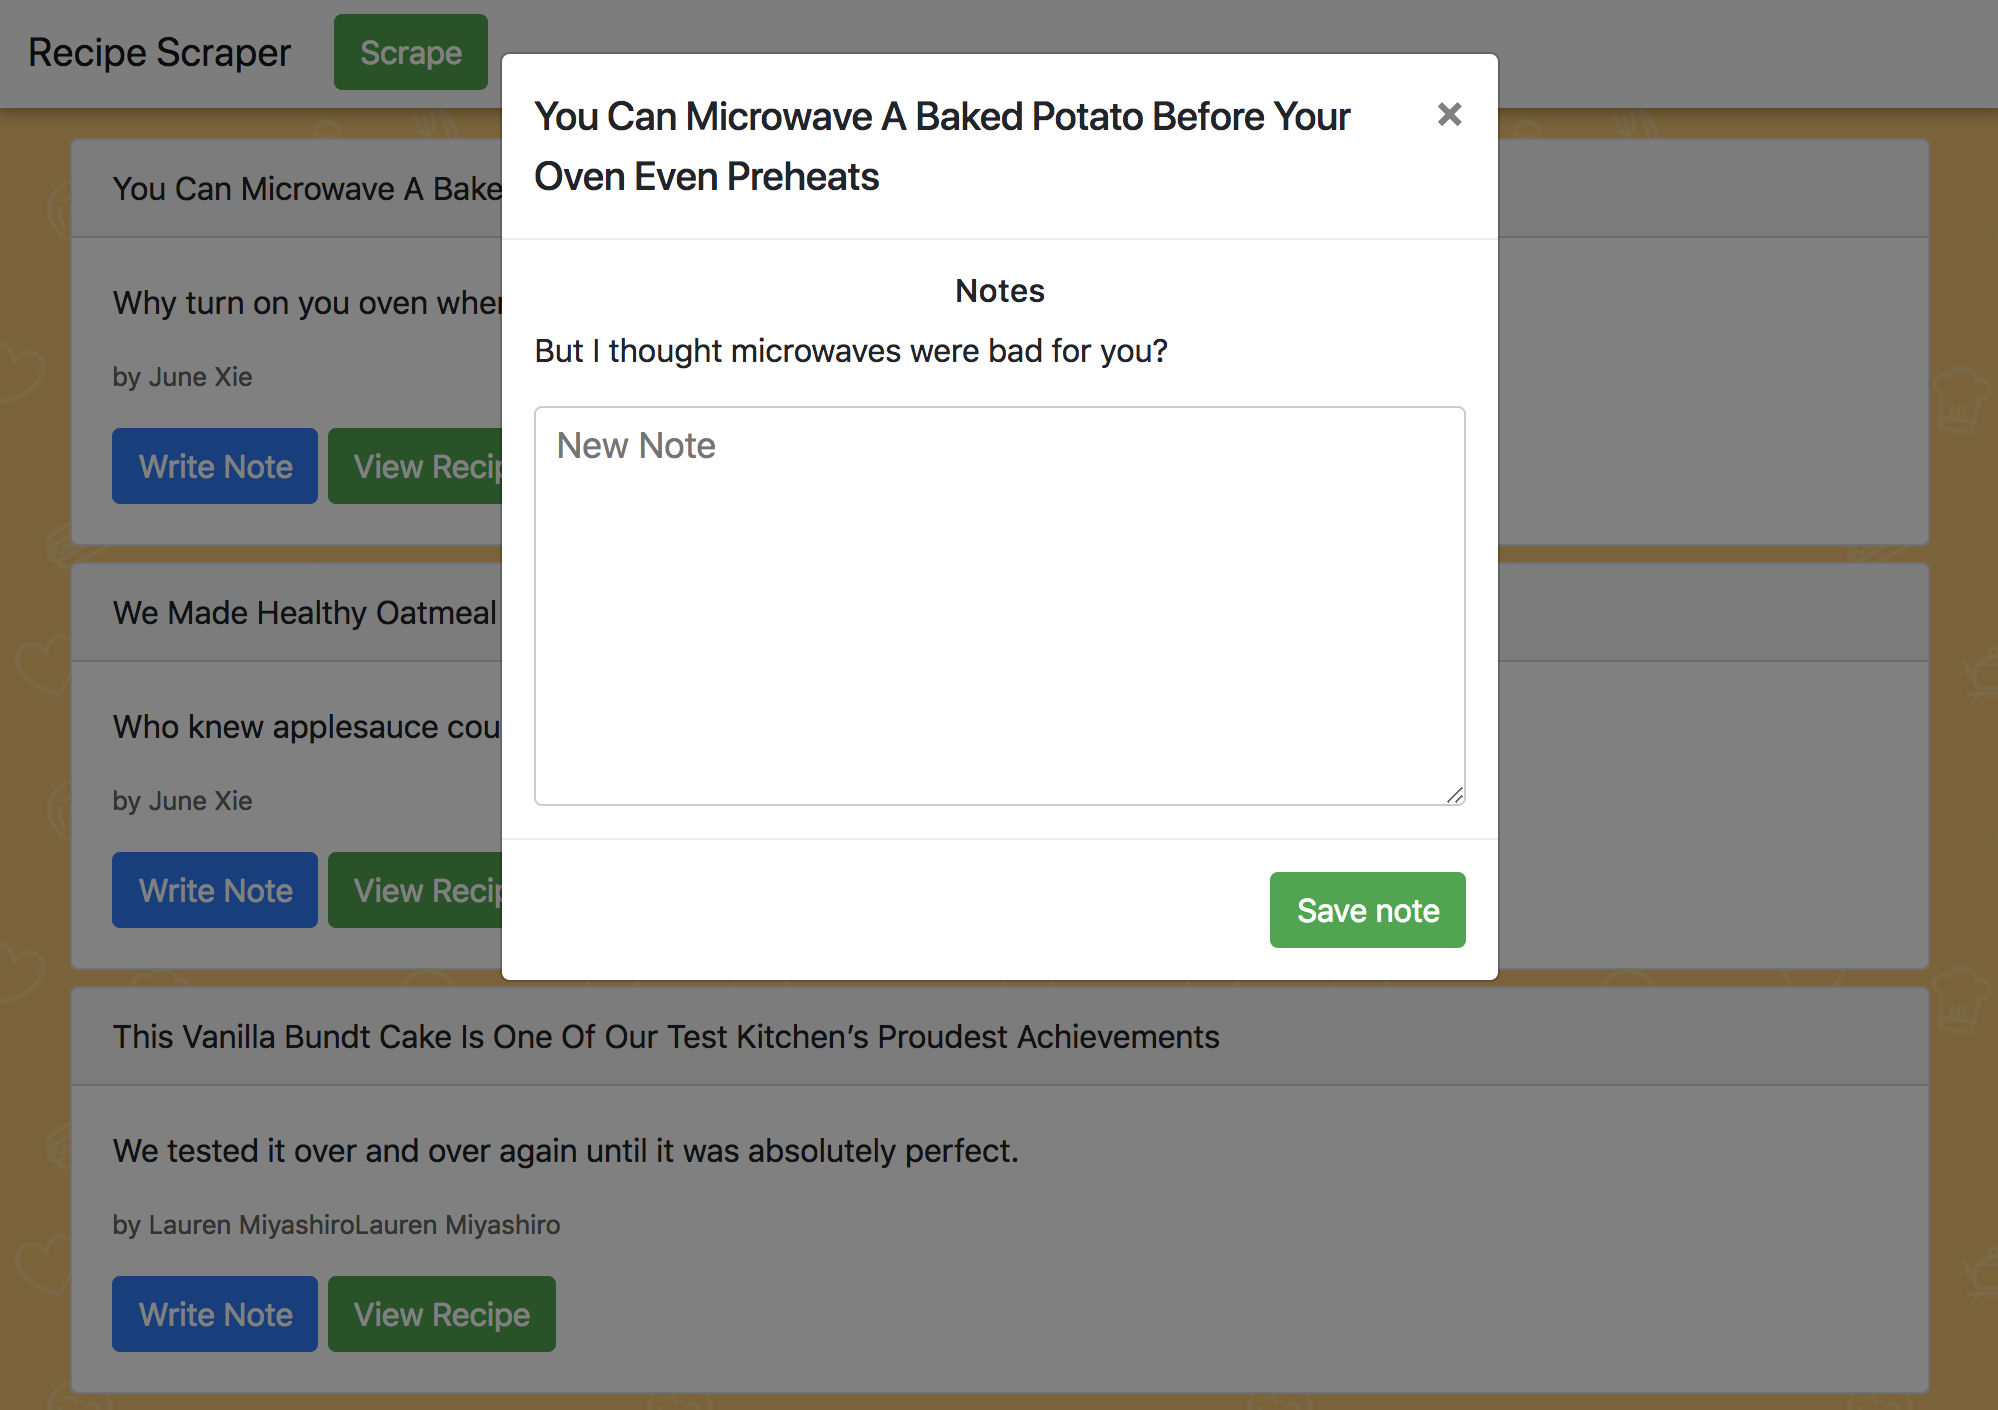 Recipe Scraper
Scrape
You Can Microwave A Baked Potato Before Your
Oven Even Preheats
×
Notes
But I thought microwaves were bad for you?
New Note
Save note
You Can Microwave A Bake
Why turn on you oven
by June Xie
Write Note
View
We Made Healthy Oatmeal
Who knew applesauce
by June Xie
Write Note
View
This Vanilla Bundt Cake Is One Of Our Test Kitchen’s Proudest Achievements
We tested it over and over again until it was absolutely perfect.
by Lauren MiyashiroLauren Miyashiro
Write Note
View Recipe